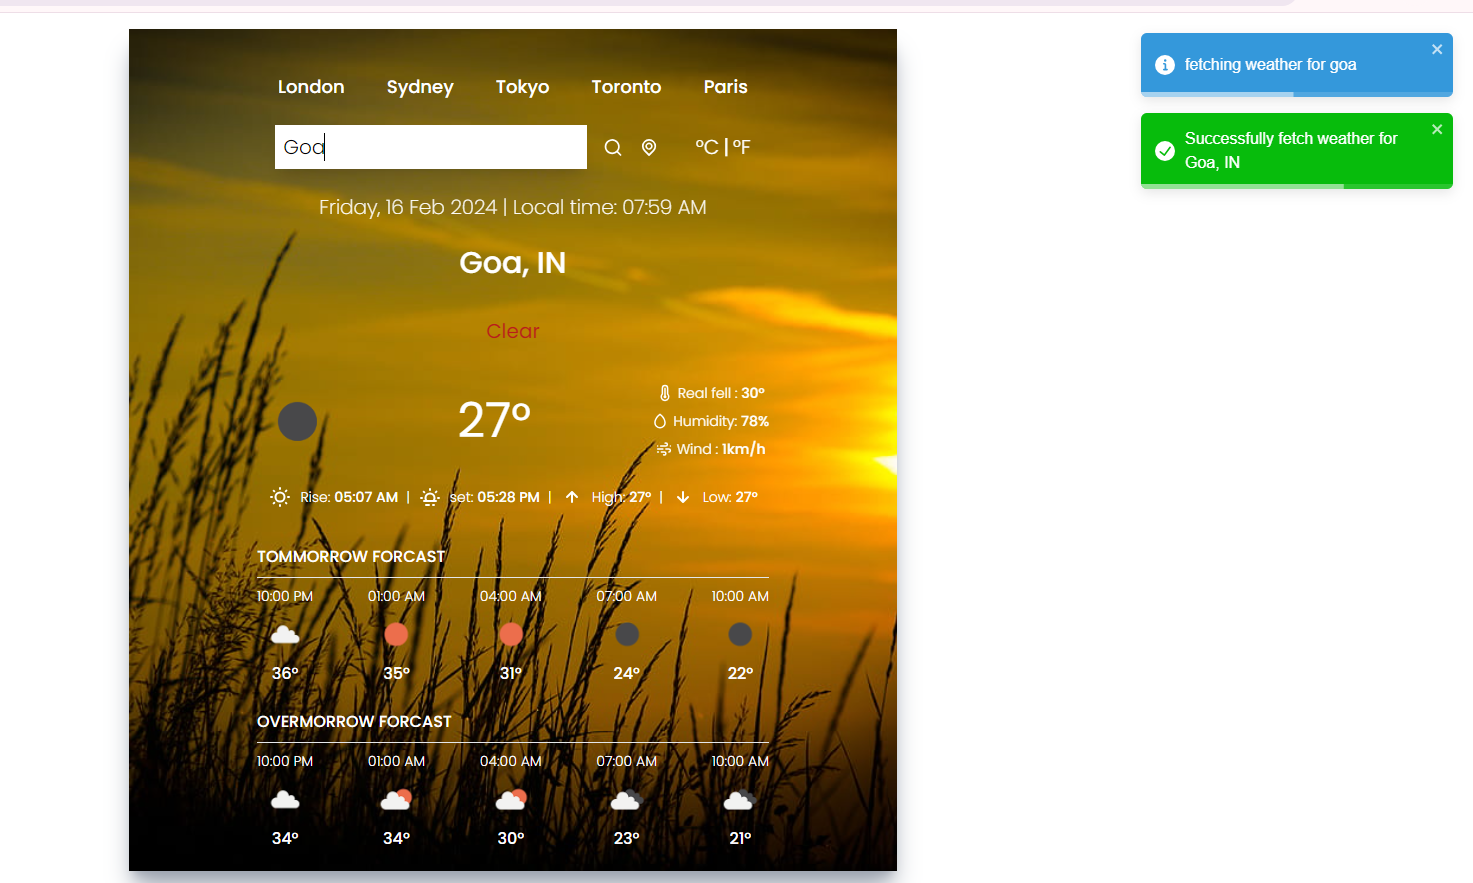 London Sydney Tokyo Toronto Paris
Goa
°C | °F
Friday, 16 Feb 2024 | Local time: 07:59 AM
Goa, IN
Clear
27°
Real fell : 30°
Humidity: 78%
Wind : 1km/h
Rise: 05:07 AM | set: 05:28 PM | High: 27° | Low: 27°
TOMMORROW FORCAST
10:00 PM 01:00 AM 04:00 AM 07:00 AM 10:00 AM
36° 35° 31° 24° 22°
OVERMORROW FORCAST
10:00 PM 01:00 AM 04:00 AM 07:00 AM 10:00 AM
34° 34° 30° 23° 21°
fetching weather for goa
Successfully fetch weather for
Goa, IN